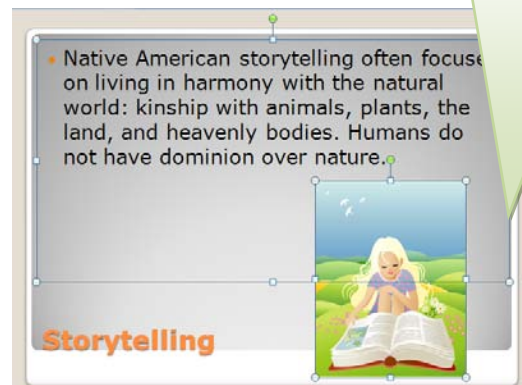 Native American storytelling often focuse
on living in harmony with the natural
world: kinship with animals, plants, the
land, and heavenly bodies. Humans do
not have dominion over nature.
Storytelling